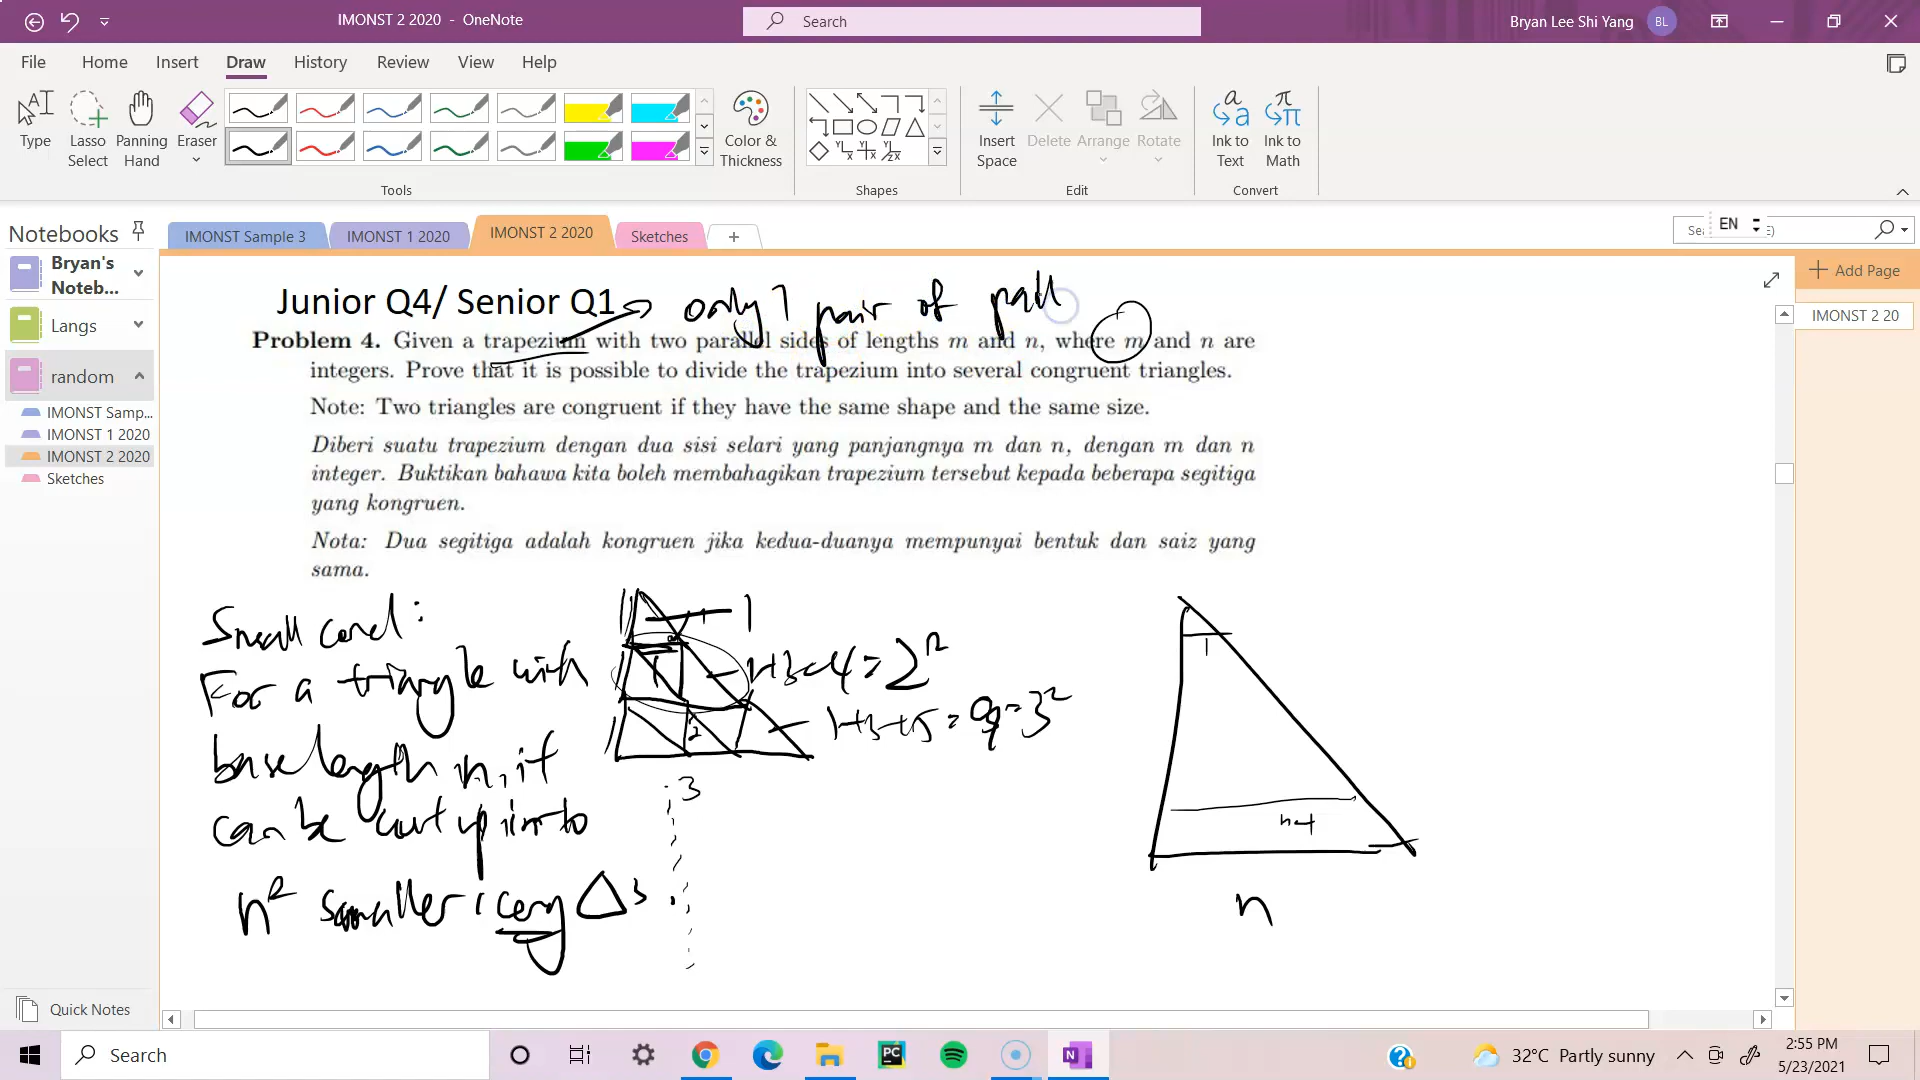 IMONST 2 2020 - OneNote
Search
Bryan Lee Shi Yang
BL
File Home Insert Draw History Review View Help
Type
Lasso Select
Panning Hand
Eraser
Color & Thickness
Insert Space
Delete
Arrange
Rotate
Ink to Text
Ink to Math
Tools
Shapes
Edit
Convert
Notebooks
IMONST Sample 3
IMONST 1 2020
IMONST 2 2020
Sketches
+
EN
Bryan's Noteb...
Langs
random
IMONST Samp...
IMONST 1 2020
IMONST 2 2020
Sketches
Quick Notes
Add Page
IMONST 2 20
Junior Q4/ Senior Q1
only 1 pair of pall
Problem 4. Given a trapezium with two parallel sides of lengths m and n, where m and n are
integers. Prove that it is possible to divide the trapezium into several congruent triangles.
Note: Two triangles are congruent if they have the same shape and the same size.
Diberi suatu trapezium dengan dua sisi selari yang panjangnya m dan n, dengan m dan n
integer. Buktikan bahawa kita boleh membahagikan trapezium tersebut kepada beberapa segitiga
yang kongruen.
Nota: Dua segitiga adalah kongruen jika kedua-duanya mempunyai bentuk dan saiz yang
sama.
Small
For a triangle with
base length n, it
can be cut up into
n² smaller cong Δs
1
1+3=4=2²
1+3+5=9=3²
1
2
3
1
n-1
n
Search
32°C Partly sunny
2:55 PM
5/23/2021